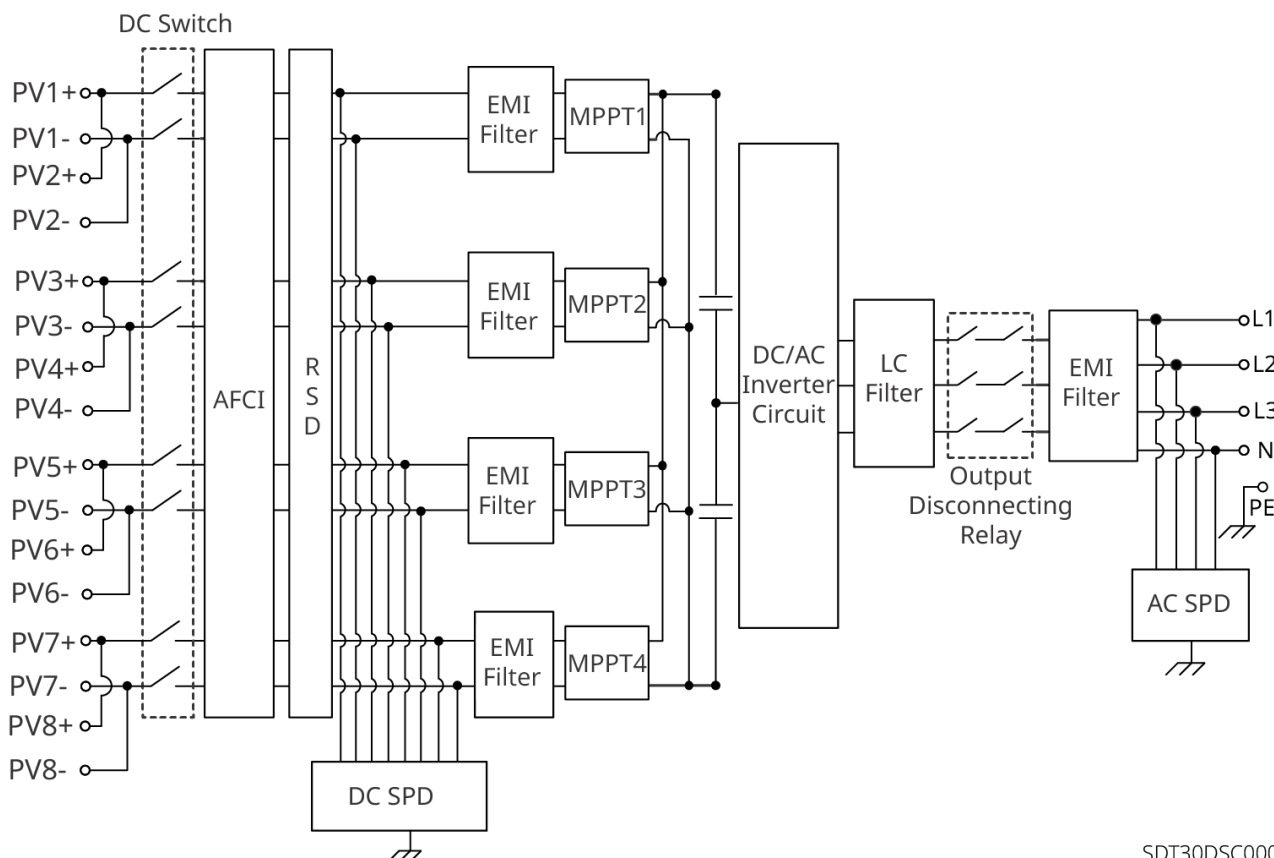 DC Switch
PV1+
PV1-
PV2+
PV2-
PV3+
PV3-
PV4+
PV4-
PV5+
PV5-
PV6+
PV6-
PV7+
PV7-
PV8+
PV8-
AFCI
R
S
D
EMI
Filter
MPPT1
EMI
Filter
MPPT2
EMI
Filter
MPPT3
EMI
Filter
MPPT4
DC SPD
DC/AC
Inverter
Circuit
LC
Filter
Output
Disconnecting
Relay
EMI
Filter
L1
L2
L3
N
PE
AC SPD
SDT30DSC000